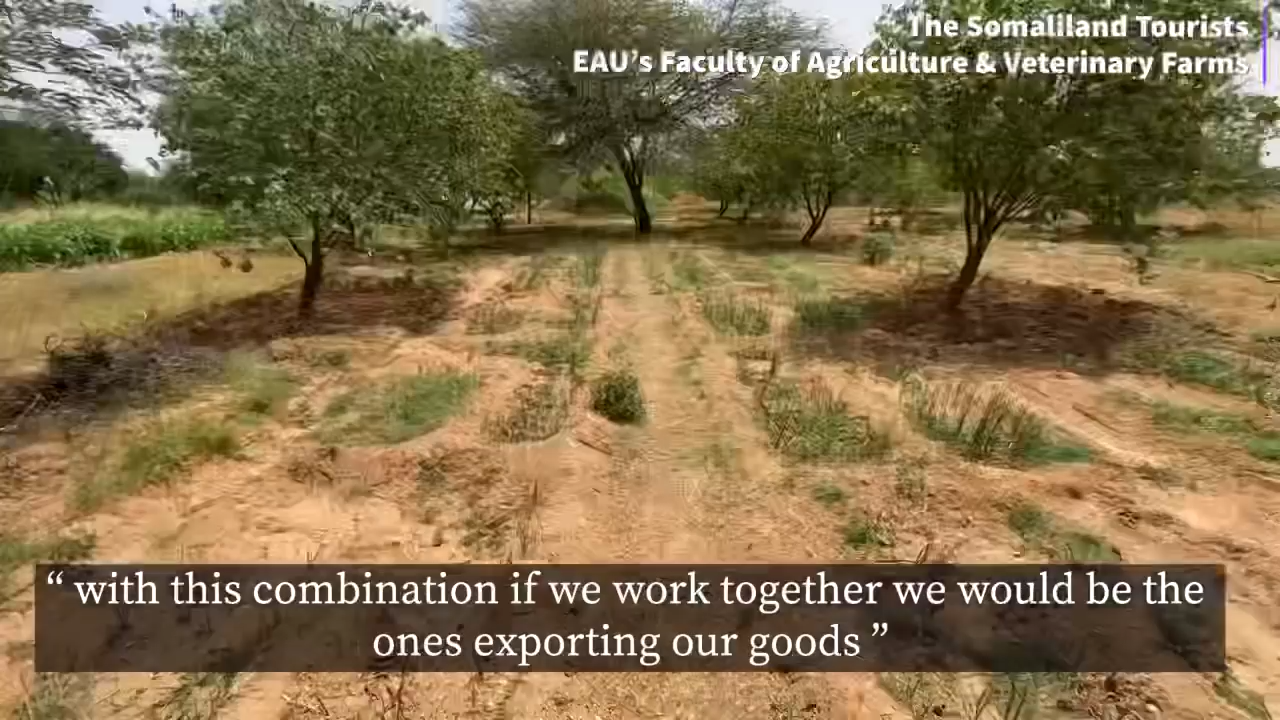 The Somaliland Tourists
EAU's Faculty of Agriculture & Veterinary Farms
“ with this combination if we work together we would be the
ones exporting our goods ”